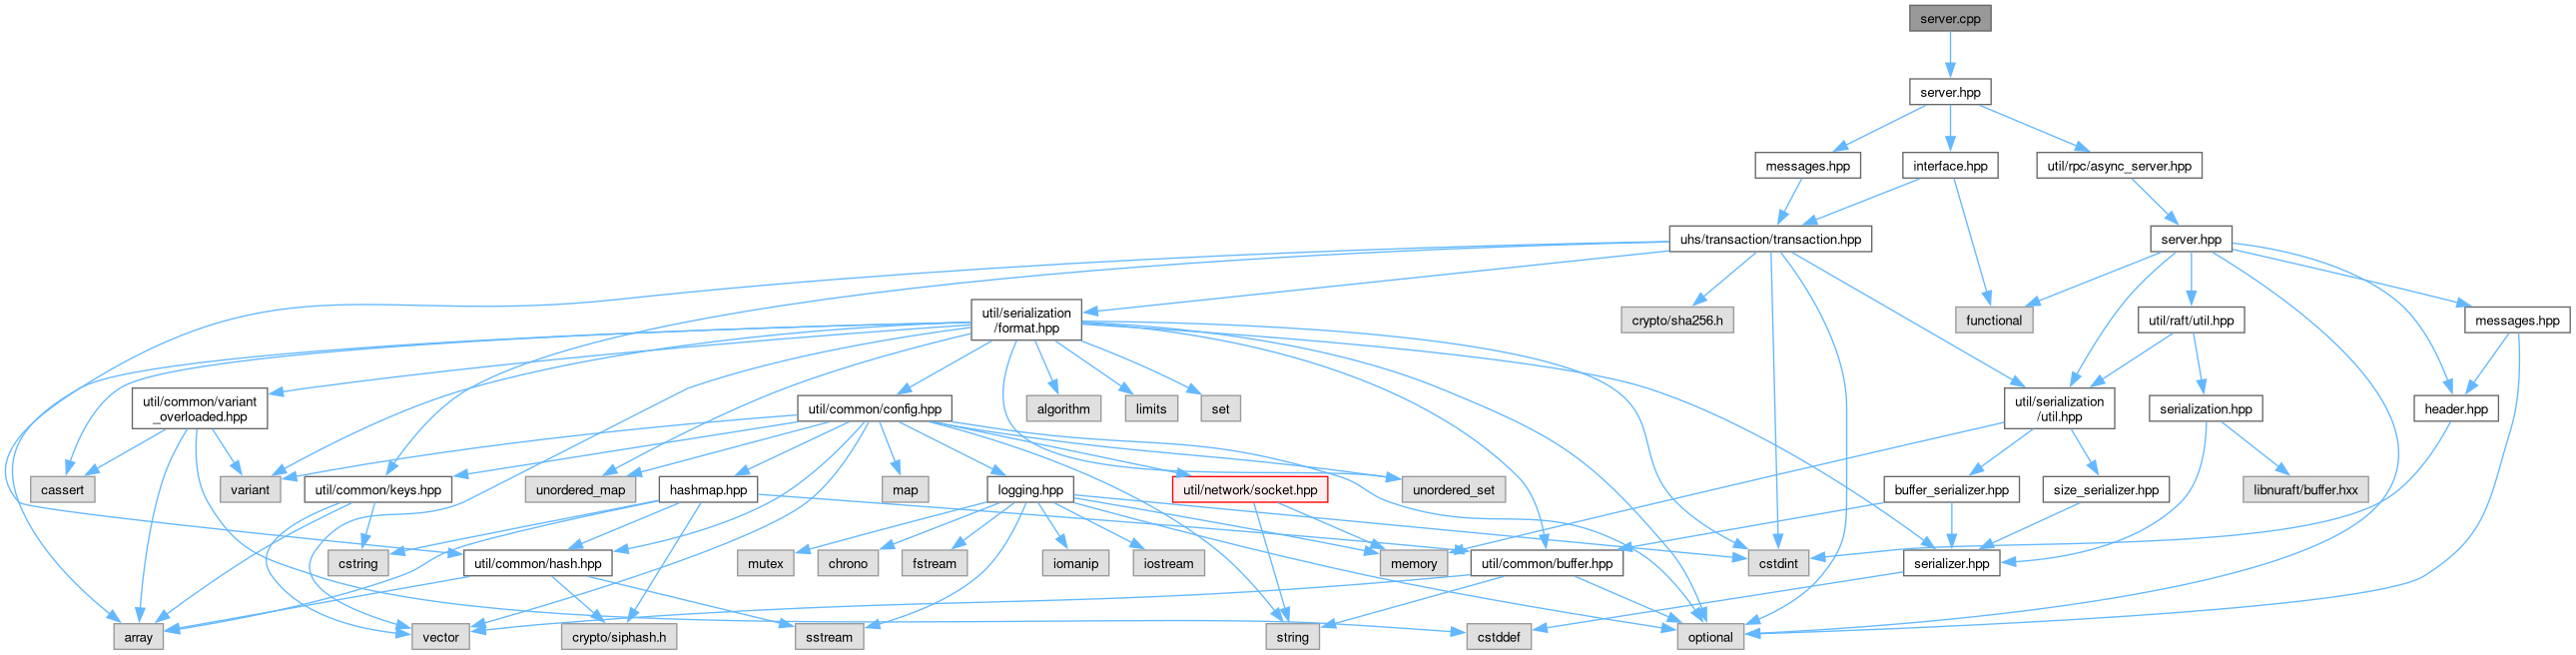 server.cpp
server.hpp
messages.hpp
interface.hpp
util/rpc/async_server.hpp
uhs/transaction/transaction.hpp
server.hpp
util/serialization
/format.hpp
crypto/sha256.h
functional
util/raft/util.hpp
messages.hpp
util/common/variant
_overloaded.hpp
util/common/config.hpp
algorithm
limits
set
util/serialization
/util.hpp
serialization.hpp
header.hpp
cassert
variant
util/common/keys.hpp
unordered_map
hashmap.hpp
map
logging.hpp
util/network/socket.hpp
unordered_set
buffer_serializer.hpp
size_serializer.hpp
libnuraft/buffer.hxx
cstring
util/common/hash.hpp
mutex
chrono
fstream
iomanip
iostream
memory
util/common/buffer.hpp
cstdint
serializer.hpp
array
vector
crypto/siphash.h
sstream
string
cstddef
optional